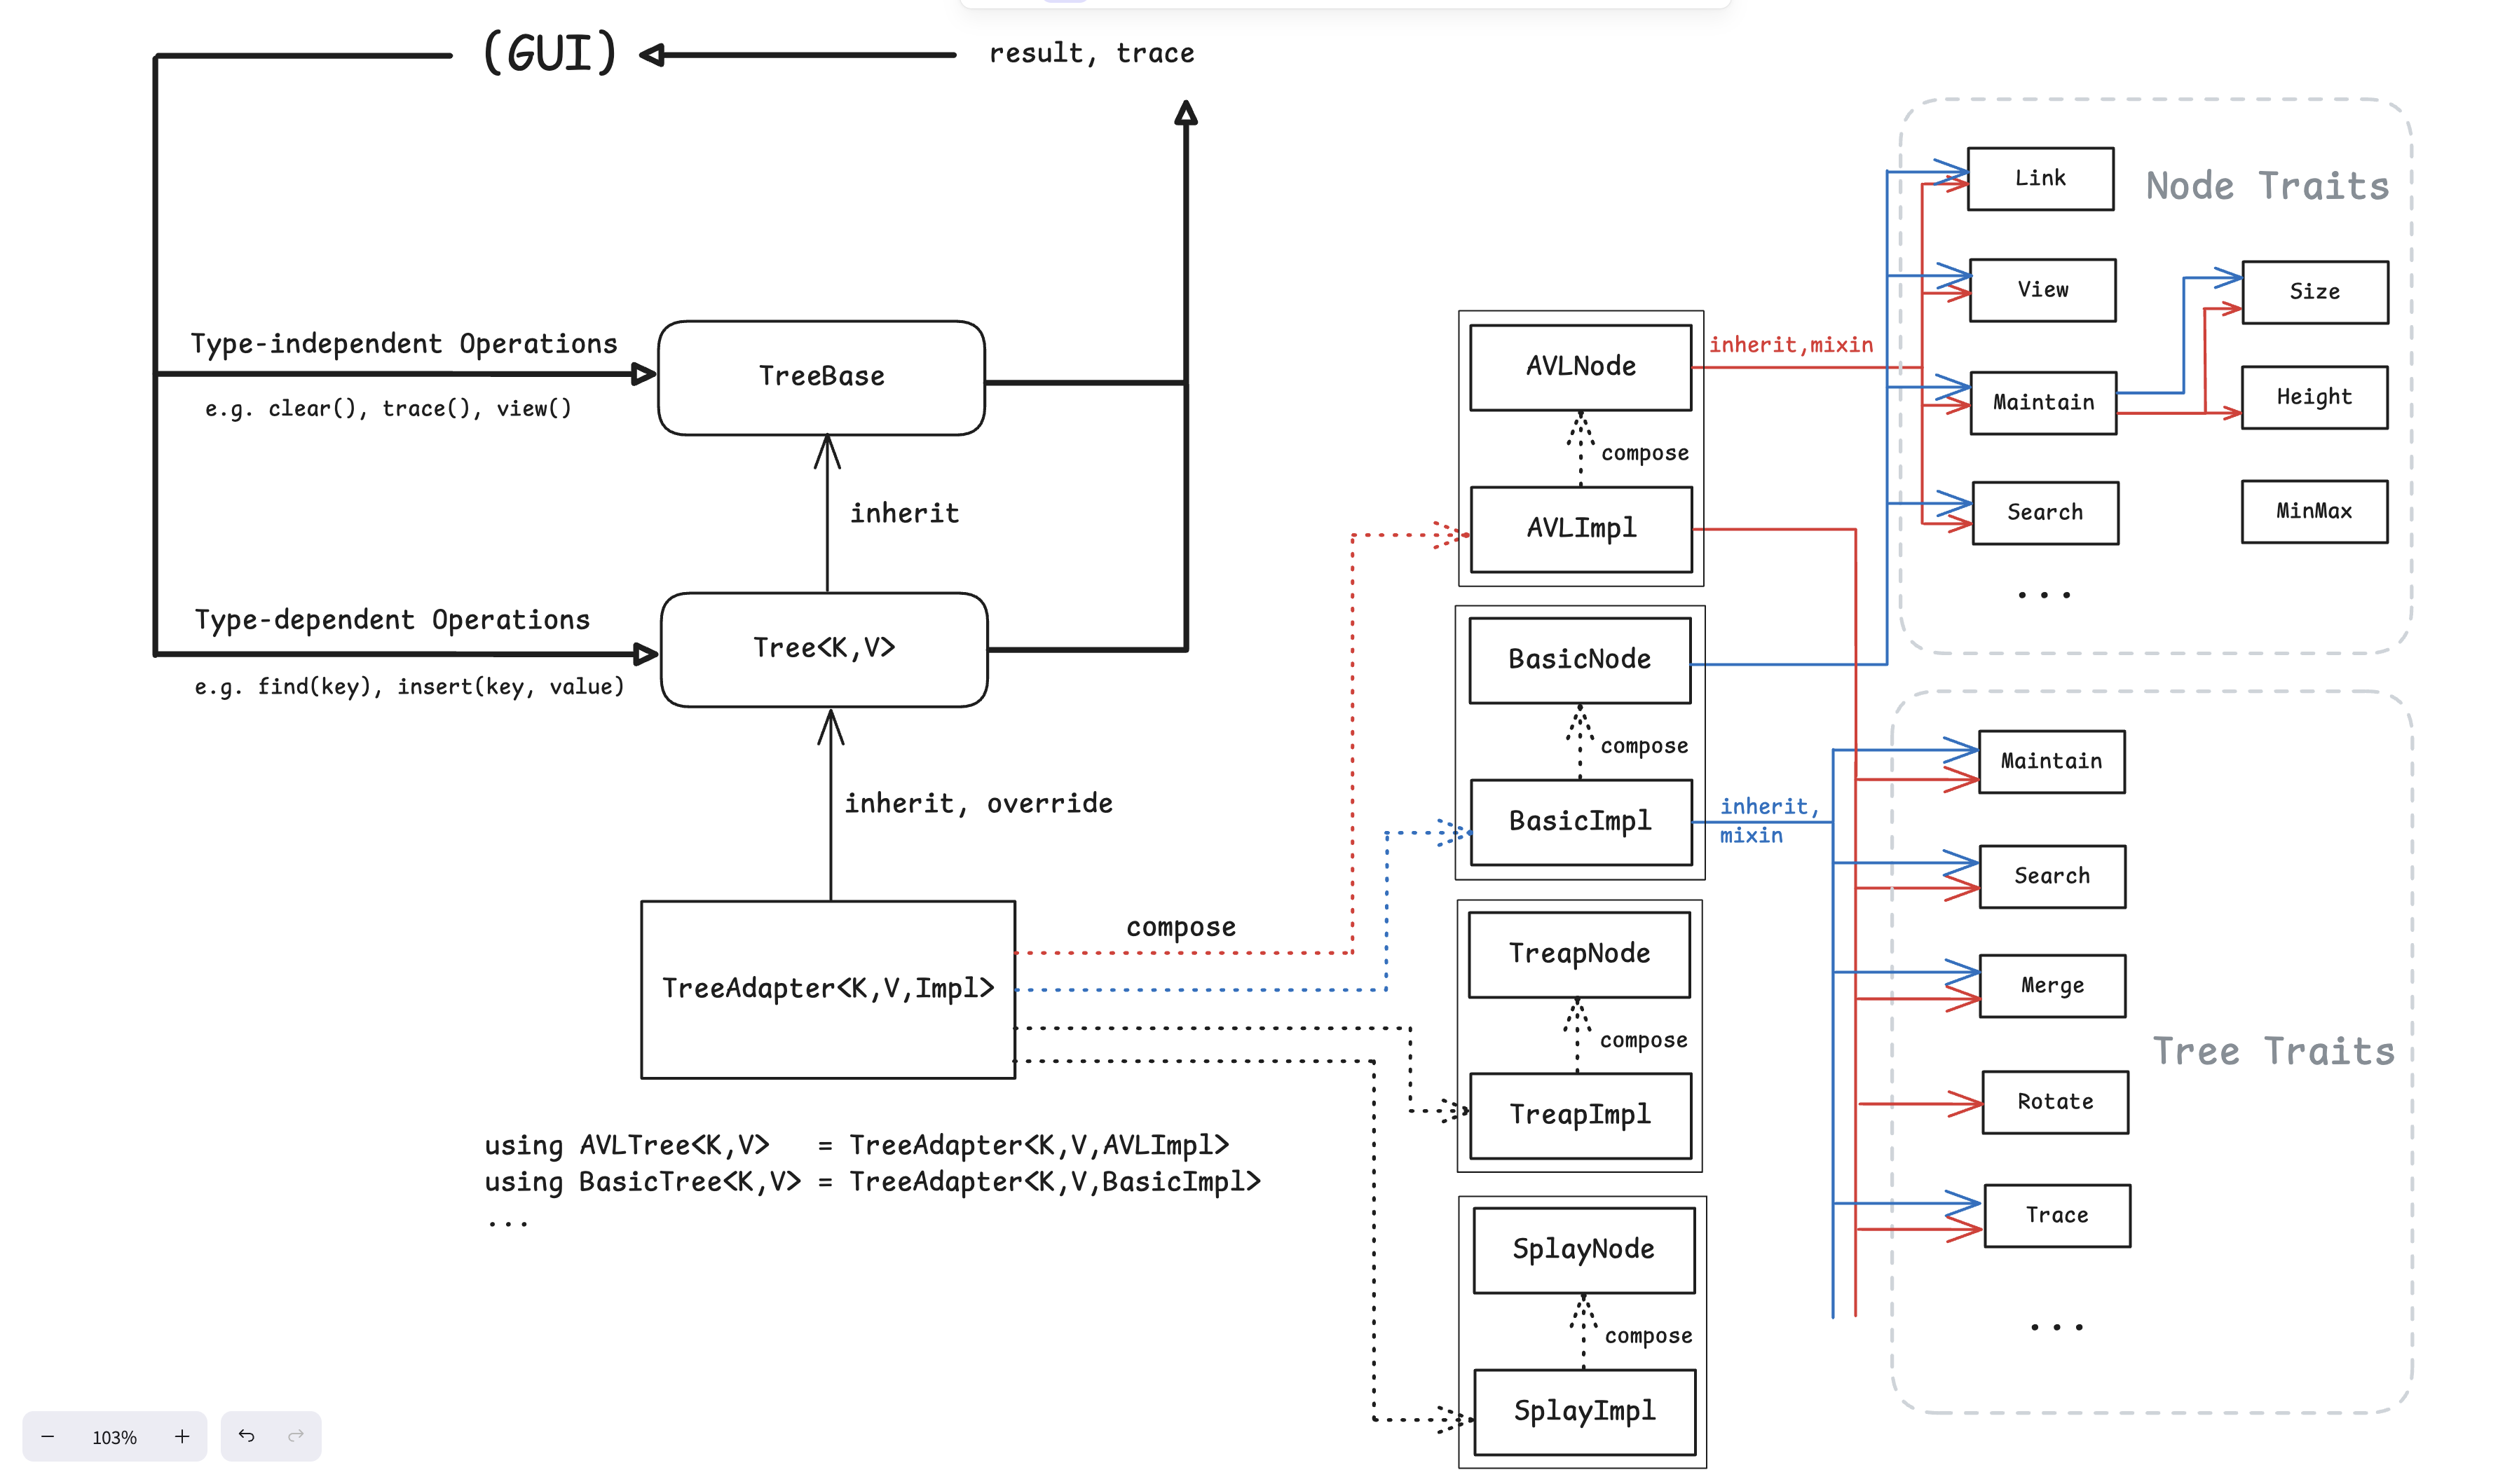 (GUI)
result, trace
Type-independent Operations
e.g. clear(), trace(), view()
TreeBase
inherit
Type-dependent Operations
e.g. find(key), insert(key, value)
Tree<K,V>
inherit, override
TreeAdapter<K,V,Impl>
compose
using AVLTree<K,V>   = TreeAdapter<K,V,AVLImpl>
using BasicTree<K,V> = TreeAdapter<K,V,BasicImpl>
...
AVLNode
compose
AVLImpl
inherit,mixin
BasicNode
compose
BasicImpl
inherit,
mixin
TreapNode
compose
TreapImpl
SplayNode
compose
SplayImpl
Node Traits
Link
View
Maintain
Search
...
Size
Height
MinMax
Tree Traits
Maintain
Search
Merge
Rotate
Trace
...
103%